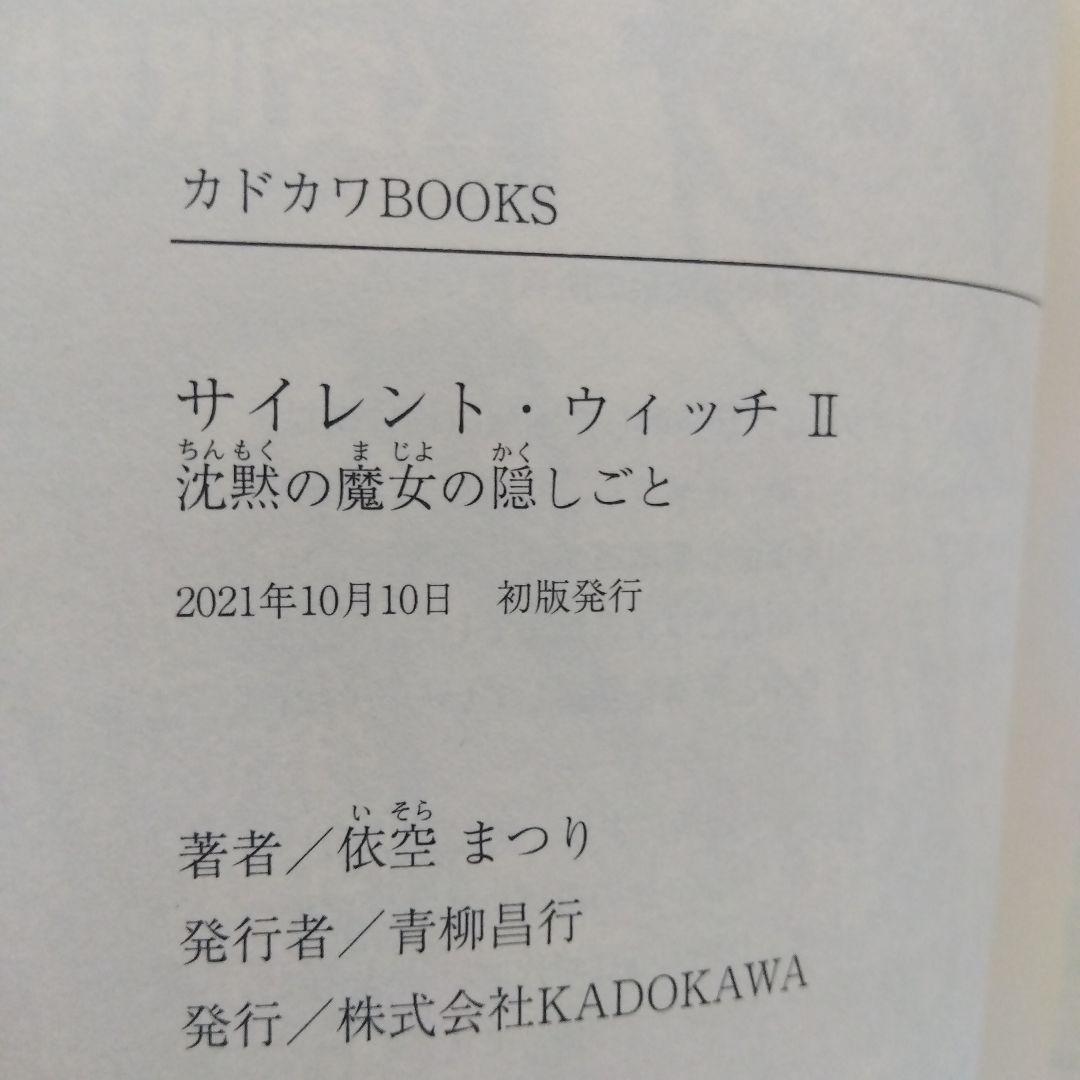 カドカワBOOKS
サイレント・ウィッチ Ⅱ
ちんもく ま じよ かく
沈黙の魔女の隠しごと
2021年10月10日　初版発行
い そら
著者／依空 まつり
発行者／青柳昌行
発行／株式会社KADOKAWA